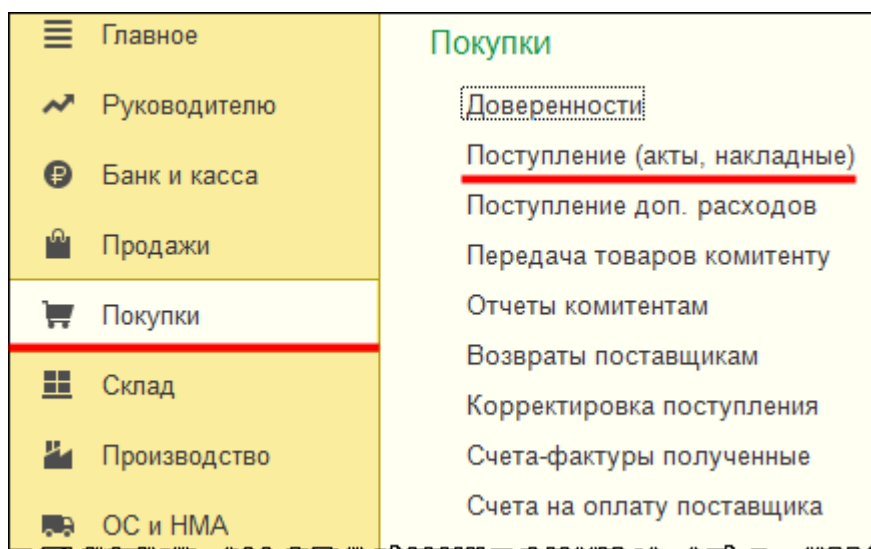 Главное
Руководителю
Банк и касса
Продажи
Покупки
Склад
Производство
ОС и НМА
Покупки
Доверенности
Поступление (акты, накладные)
Поступление доп. расходов
Передача товаров комитенту
Отчеты комитентам
Возвраты поставщикам
Корректировка поступления
Счета-фактуры полученные
Счета на оплату поставщика